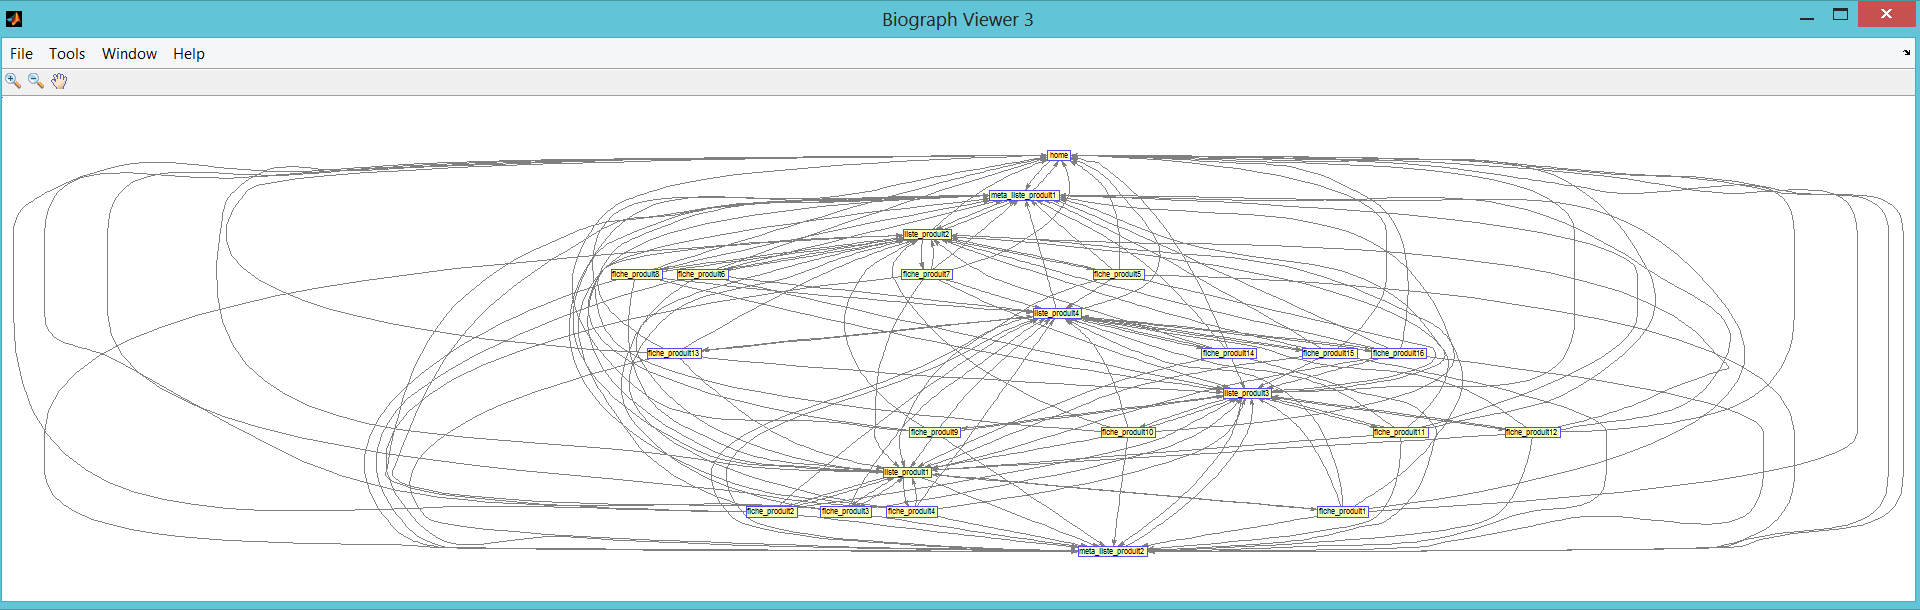 Biograph Viewer 3
File Tools Window Help
home
meta_liste_produit1
liste_produit2
fiche_produit8 fiche_produit6 fiche_produit7 fiche_produit5
liste_produit4
fiche_produit13 fiche_produit14 fiche_produit15 fiche_produit16
liste_produit3
fiche_produit9 fiche_produit10 fiche_produit11 fiche_produit12
liste_produit1
fiche_produit2 fiche_produit3 fiche_produit4 fiche_produit1
meta_liste_produit2